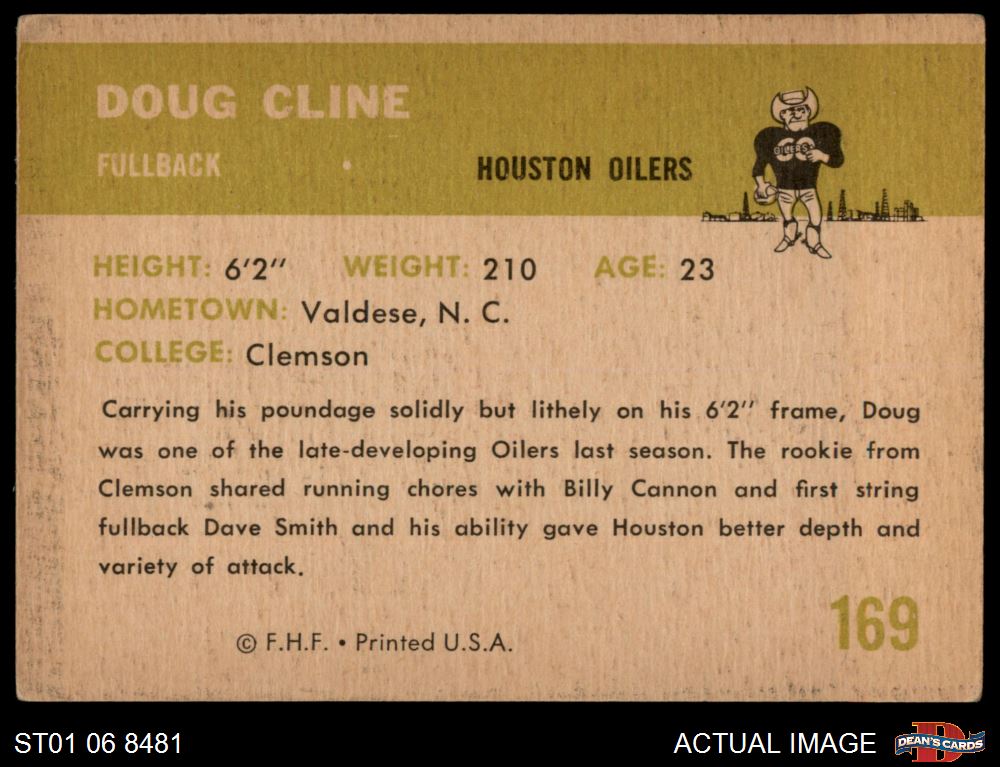 DOUG CLINE
FULLBACK • HOUSTON OILERS
OILERS
HEIGHT: 6'2'' WEIGHT: 210 AGE: 23
HOMETOWN: Valdese, N. C.
COLLEGE: Clemson
Carrying his poundage solidly but lithely on his 6'2'' frame, Doug
was one of the late-developing Oilers last season. The rookie from
Clemson shared running chores with Billy Cannon and first string
fullback Dave Smith and his ability gave Houston better depth and
variety of attack.
169
© F.H.F. • Printed U.S.A.
ST01 06 8481
ACTUAL IMAGE
D
DEAN'S CARDS